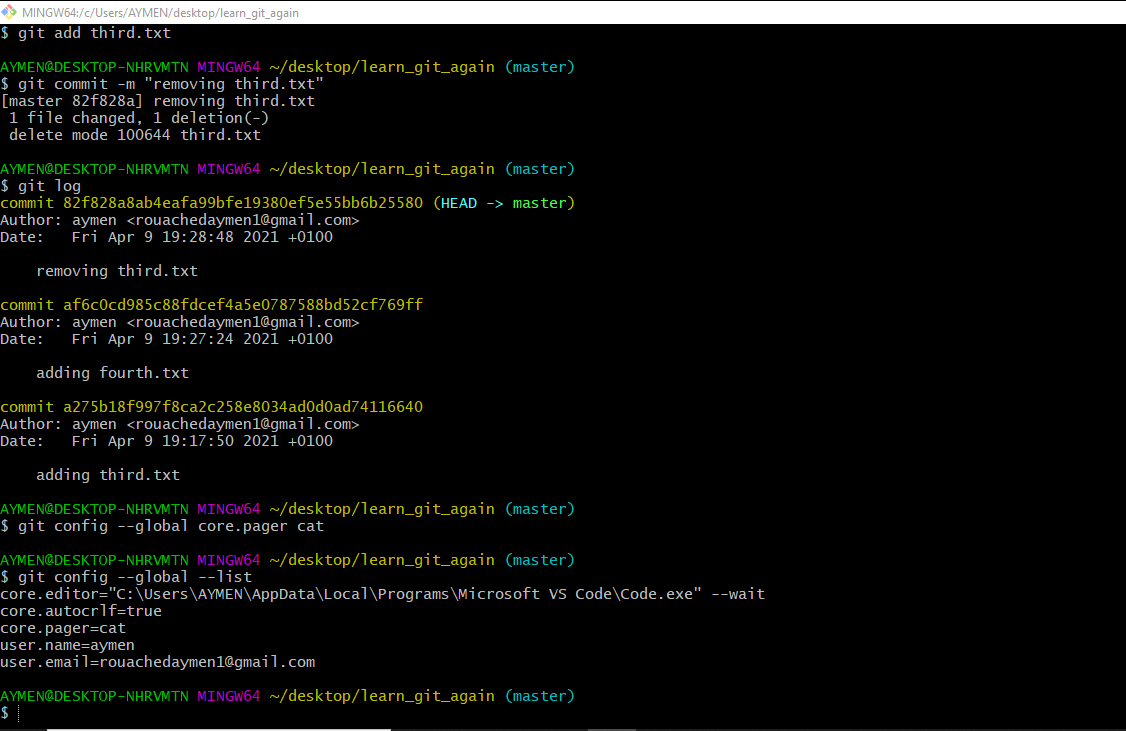 MINGW64:/c/Users/AYMEN/desktop/learn_git_again
$ git add third.txt
AYMEN@DESKTOP-NHRVMTN MINGW64 ~/desktop/learn_git_again (master)
$ git commit -m "removing third.txt"
[master 82f828a] removing third.txt
 1 file changed, 1 deletion(-)
 delete mode 100644 third.txt
AYMEN@DESKTOP-NHRVMTN MINGW64 ~/desktop/learn_git_again (master)
$ git log
commit 82f828a8ab4eafa99bfe19380ef5e55bb6b25580 (HEAD -> master)
Author: aymen <rouachedaymen1@gmail.com>
Date:   Fri Apr 9 19:28:48 2021 +0100
    removing third.txt
commit af6c0cd985c88fdcef4a5e0787588bd52cf769ff
Author: aymen <rouachedaymen1@gmail.com>
Date:   Fri Apr 9 19:27:24 2021 +0100
    adding fourth.txt
commit a275b18f997f8ca2c258e8034ad0d0ad74116640
Author: aymen <rouachedaymen1@gmail.com>
Date:   Fri Apr 9 19:17:50 2021 +0100
    adding third.txt
AYMEN@DESKTOP-NHRVMTN MINGW64 ~/desktop/learn_git_again (master)
$ git config --global core.pager cat
AYMEN@DESKTOP-NHRVMTN MINGW64 ~/desktop/learn_git_again (master)
$ git config --global --list
core.editor="C:\Users\AYMEN\AppData\Local\Programs\Microsoft VS Code\Code.exe" --wait
core.autocrlf=true
core.pager=cat
user.name=aymen
user.email=rouachedaymen1@gmail.com
AYMEN@DESKTOP-NHRVMTN MINGW64 ~/desktop/learn_git_again (master)
$